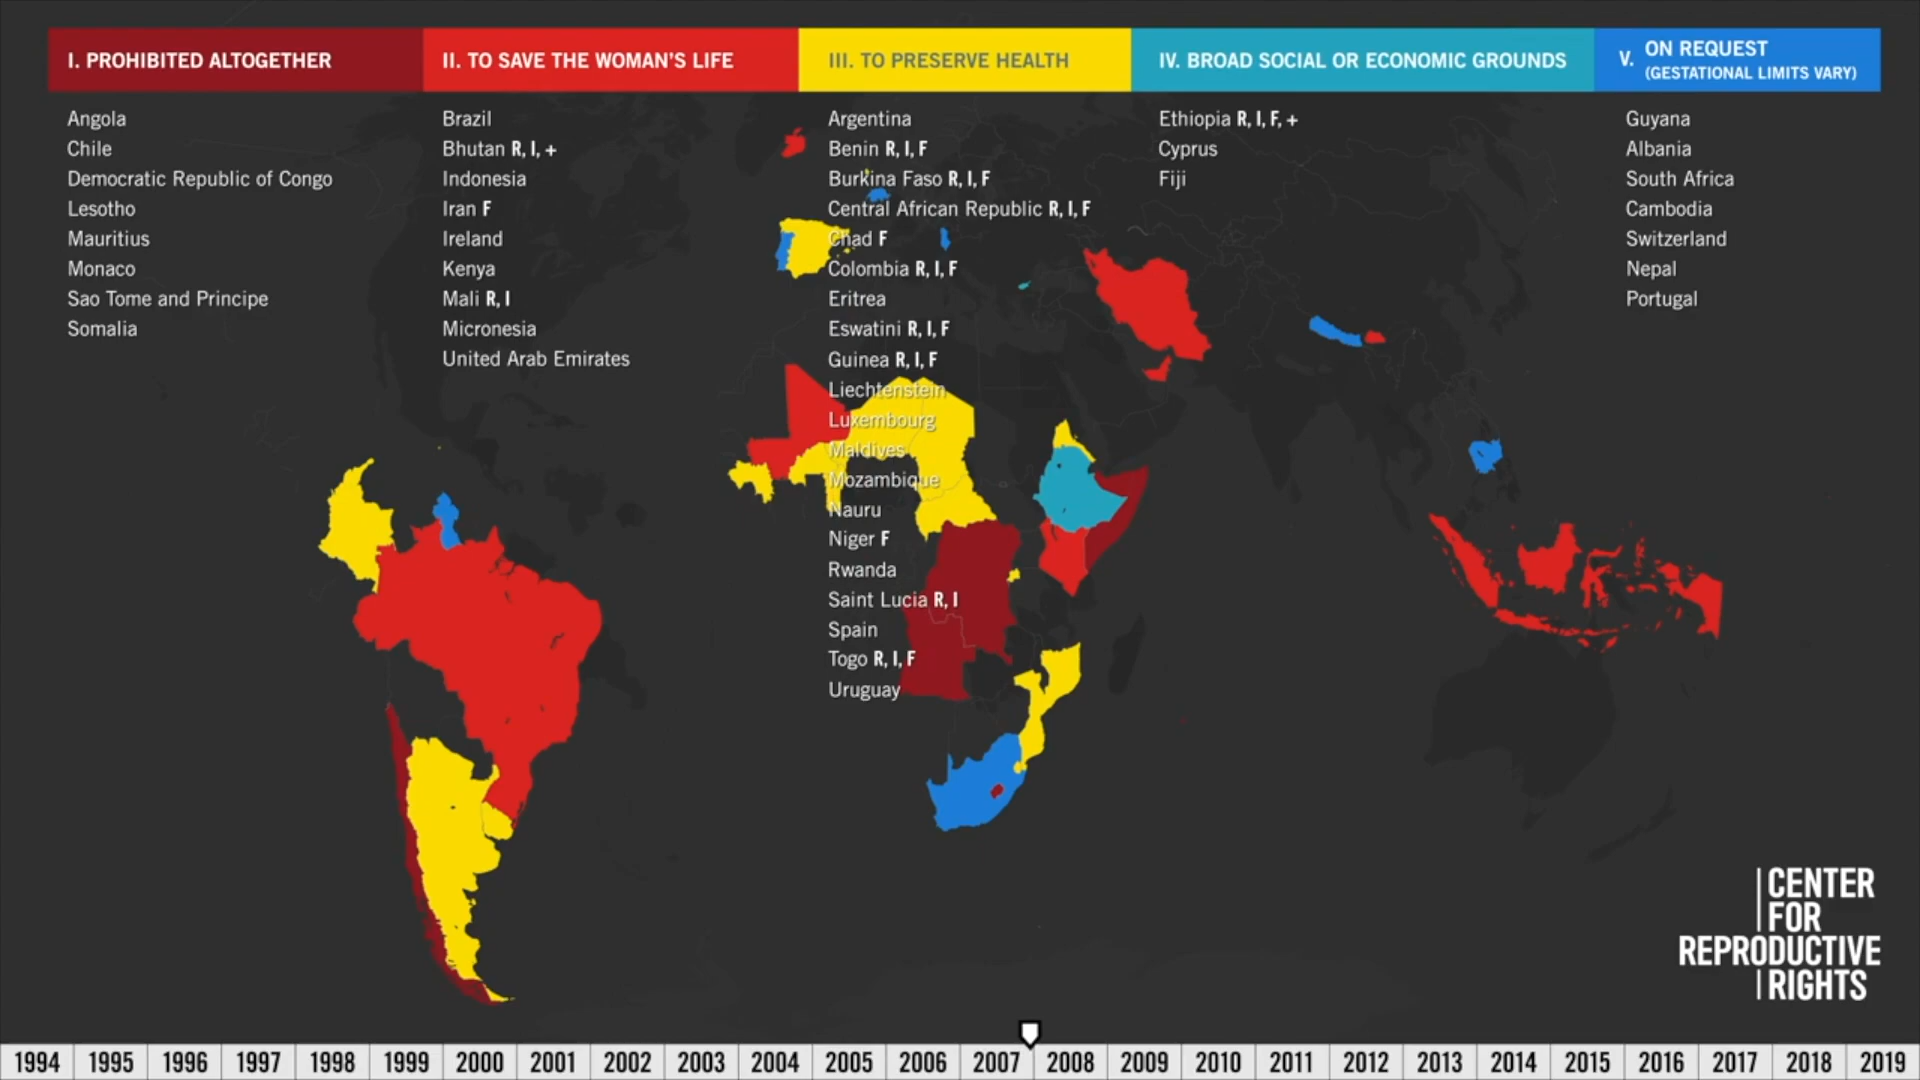 I. PROHIBITED ALTOGETHER
Angola
Chile
Democratic Republic of Congo
Lesotho
Mauritius
Monaco
Sao Tome and Principe
Somalia
II. TO SAVE THE WOMAN'S LIFE
Brazil
Bhutan R, I, +
Indonesia
Iran F
Ireland
Kenya
Mali R, I
Micronesia
United Arab Emirates
III. TO PRESERVE HEALTH
Argentina
Benin R, I, F
Burkina Faso R, I, F
Central African Republic R, I, F
Chad F
Colombia R, I, F
Eritrea
Eswatini R, I, F
Guinea R, I, F
Liechtenstein
Luxembourg
Maldives
Mozambique
Nauru
Niger F
Rwanda
Saint Lucia R, I
Spain
Togo R, I, F
Uruguay
IV. BROAD SOCIAL OR ECONOMIC GROUNDS
Ethiopia R, I, F, +
Cyprus
Fiji
V. ON REQUEST
(GESTATIONAL LIMITS VARY)
Guyana
Albania
South Africa
Cambodia
Switzerland
Nepal
Portugal
CENTER
FOR
REPRODUCTIVE
RIGHTS
1994 1995 1996 1997 1998 1999 2000 2001 2002 2003 2004 2005 2006 2007 2008 2009 2010 2011 2012 2013 2014 2015 2016 2017 2018 2019